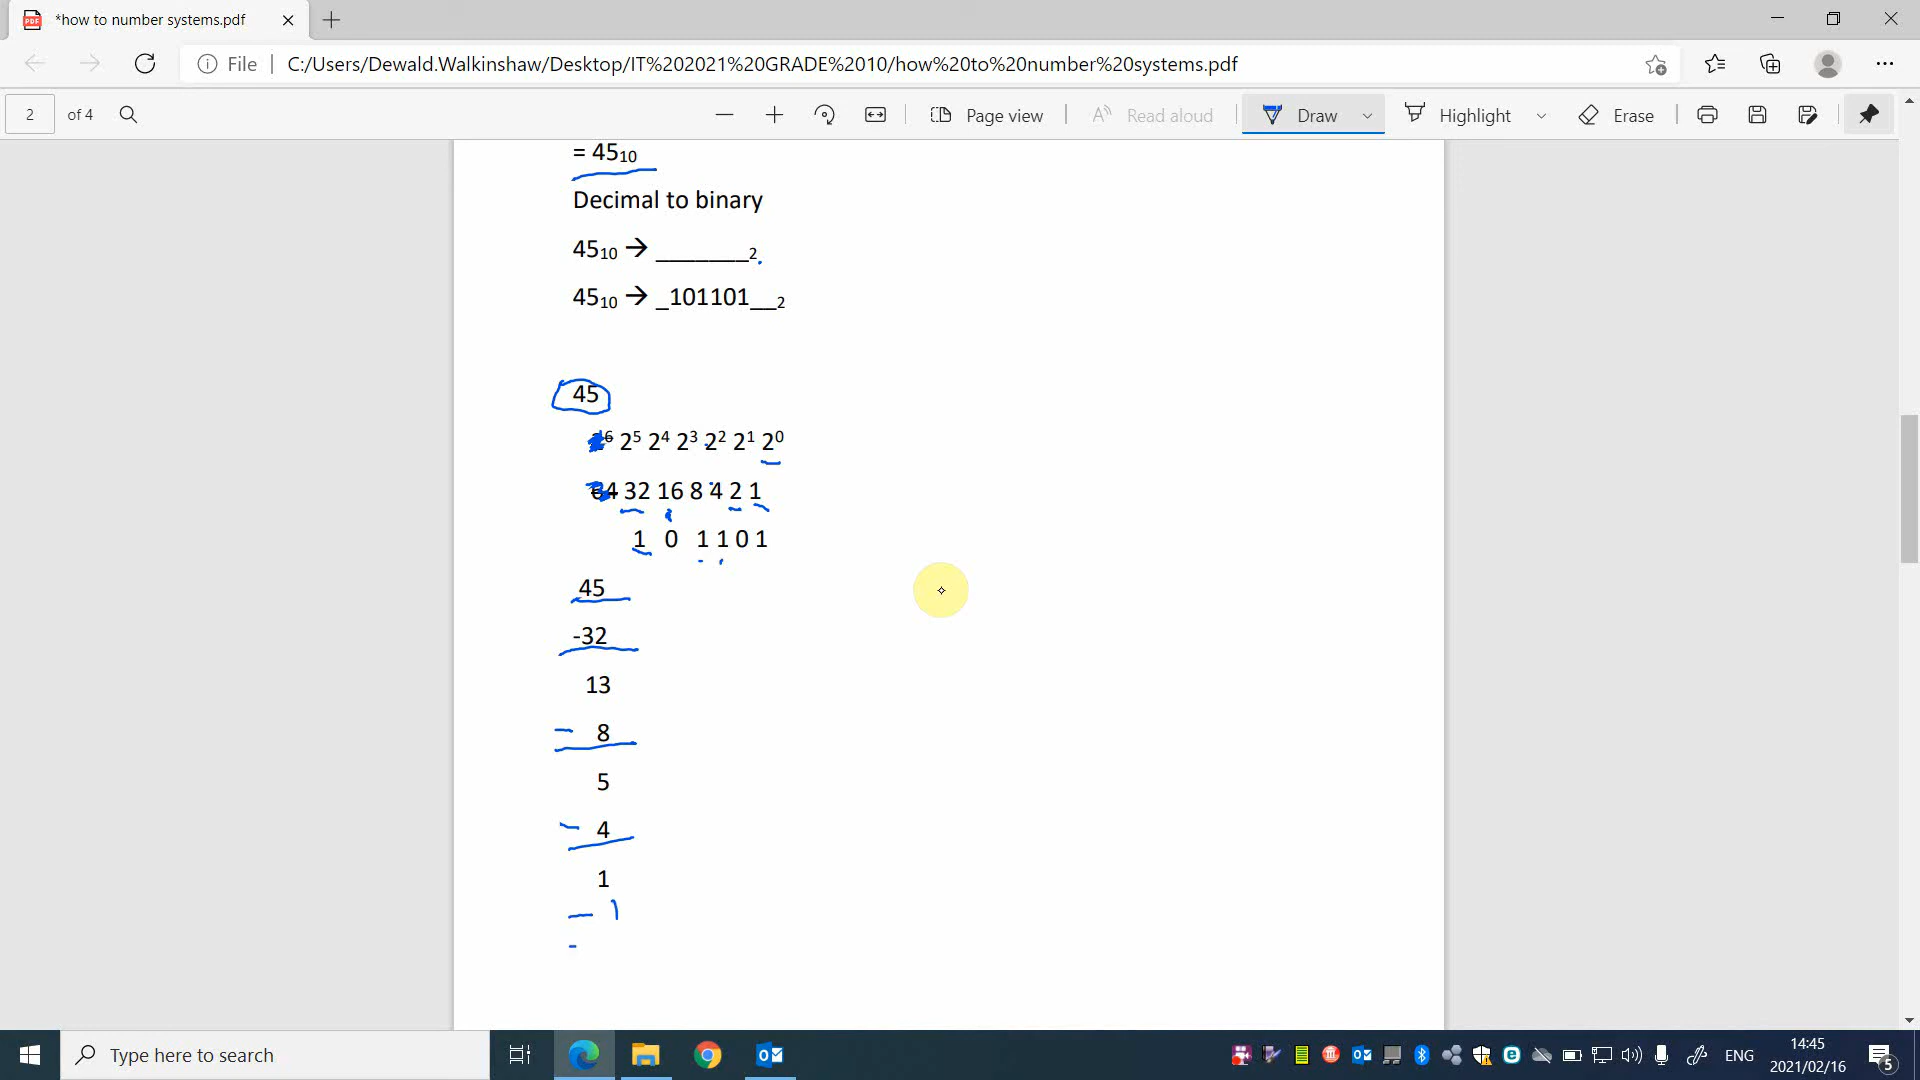 *how to number systems.pdf
File | C:/Users/Dewald.Walkinshaw/Desktop/IT%202021%20GRADE%2010/how%20to%20number%20systems.pdf
2 of 4 Page view Read aloud Draw Highlight Erase
= 45₁₀
Decimal to binary
45₁₀ → _______₂
45₁₀ → _101101__₂
45
2⁵ 2⁴ 2³ 2² 2¹ 2⁰
64 32 16 8 4 2 1
1 0 1 1 0 1
45
-32
13
- 8
5
- 4
1
- 1
Type here to search
ENG
14:45
2021/02/16
5